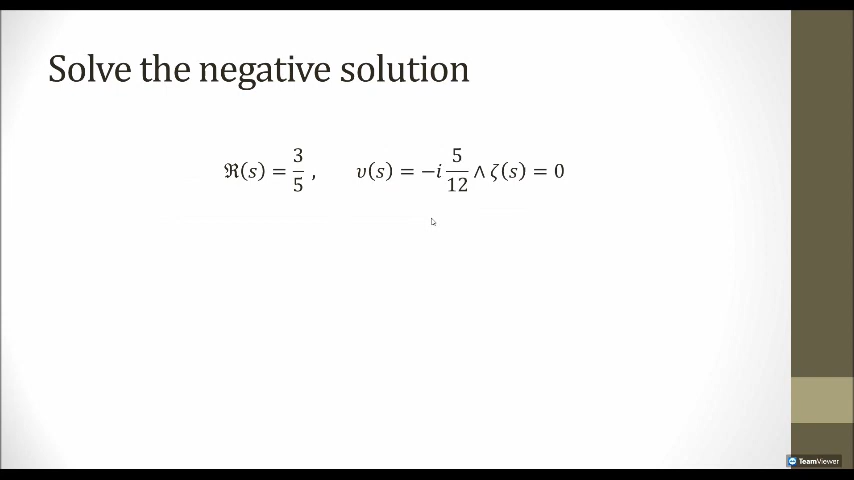 Solve the negative solution
ℜ(s) = 3/5 , υ(s) = −i 5/12 ∧ ζ(s) = 0
TeamViewer